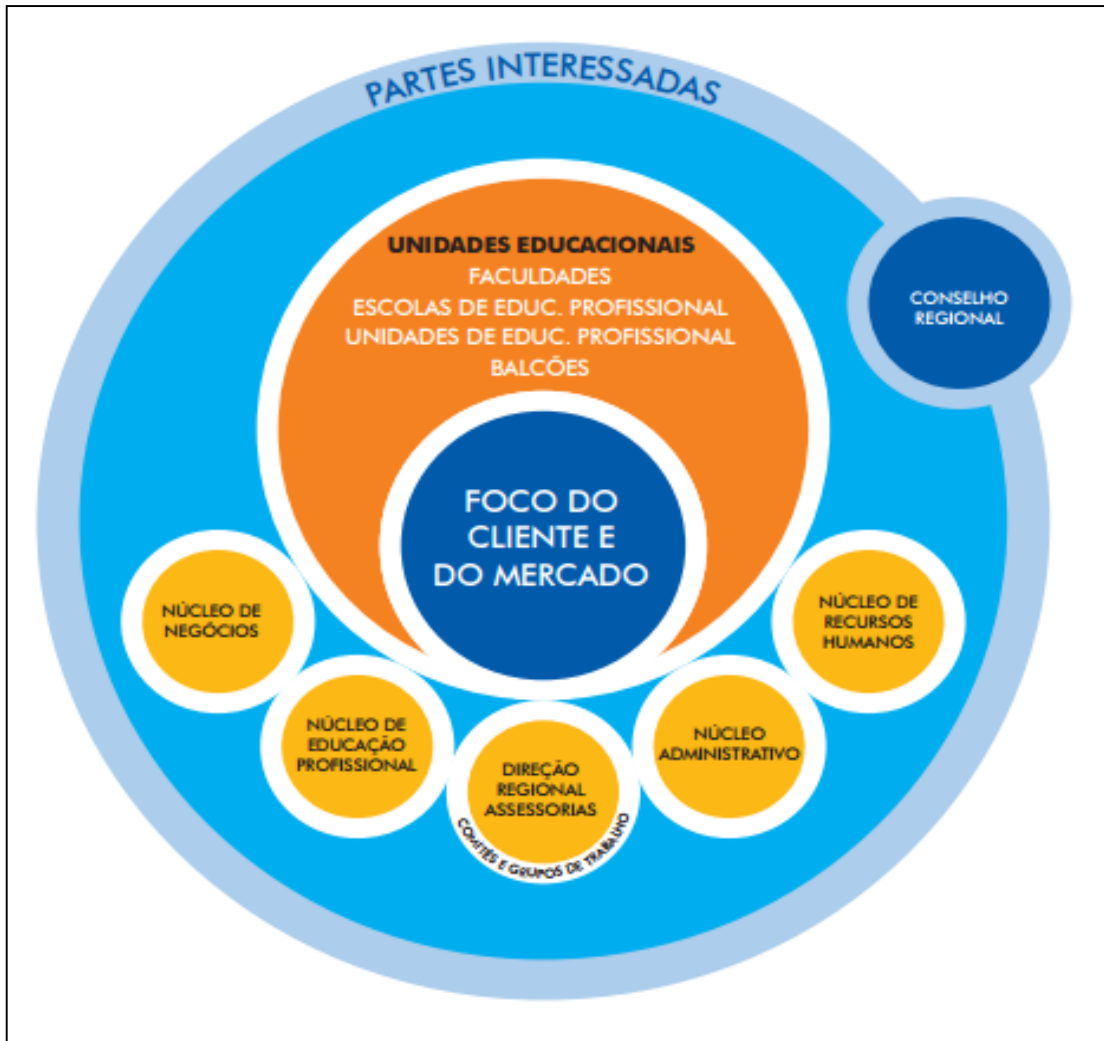 PARTES INTERESSADAS
UNIDADES EDUCACIONAIS
FACULDADES
ESCOLAS DE EDUC. PROFISSIONAL
UNIDADES DE EDUC. PROFISSIONAL
BALCÕES
CONSELHO
REGIONAL
FOCO DO
CLIENTE E
DO MERCADO
NÚCLEO DE
NEGÓCIOS
NÚCLEO DE
EDUCAÇÃO
PROFISSIONAL
DIREÇÃO
REGIONAL
ASSESSORIAS
COMITÊS E GRUPOS DE TRABALHO
NÚCLEO
ADMINISTRATIVO
NÚCLEO DE
RECURSOS
HUMANOS